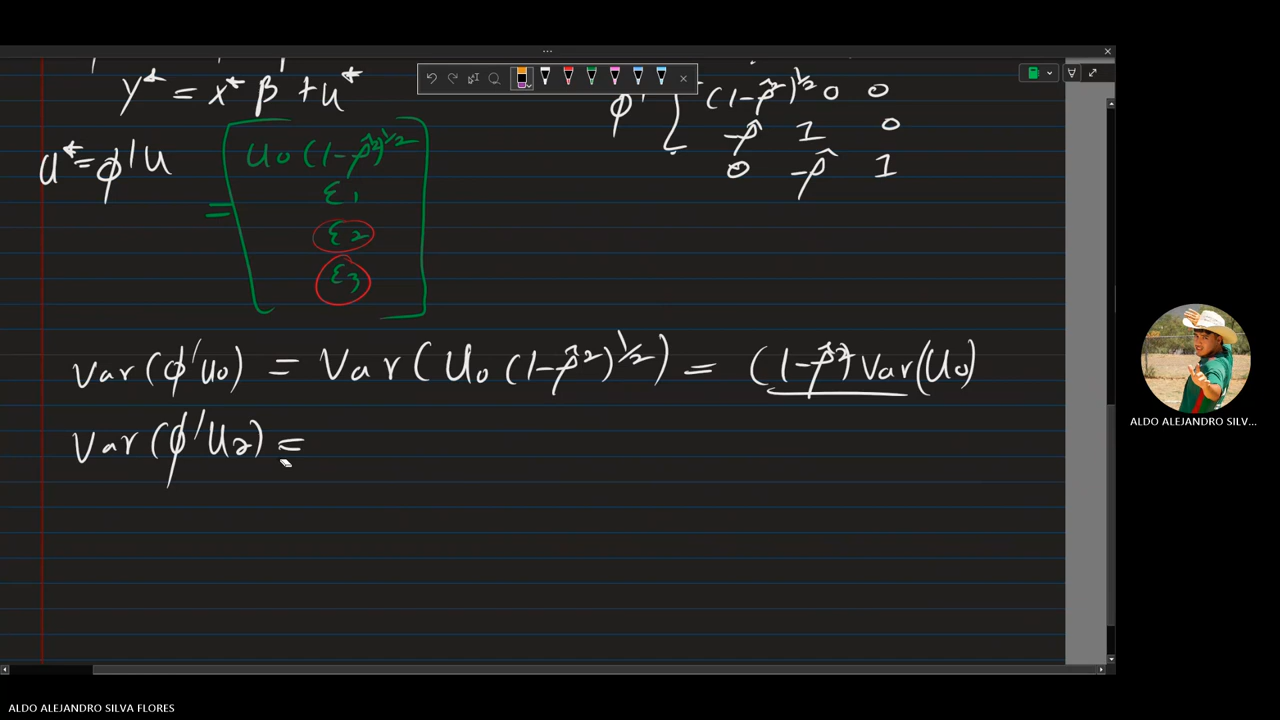 y* = x* β' + u*
φ' [ (1-ρ̂²)^1/2 0 0
-ρ̂ 1 0
0 -ρ̂ 1
u* = φ'u
= [ u0 (1-ρ̂²)^1/2
ε1
ε2
ε3 ]
var(φ'u0) = Var(u0 (1-ρ̂²)^1/2) = (1-ρ̂²) Var(u0)
var(φ'u2) =
ALDO ALEJANDRO SILVA...
ALDO ALEJANDRO SILVA FLORES